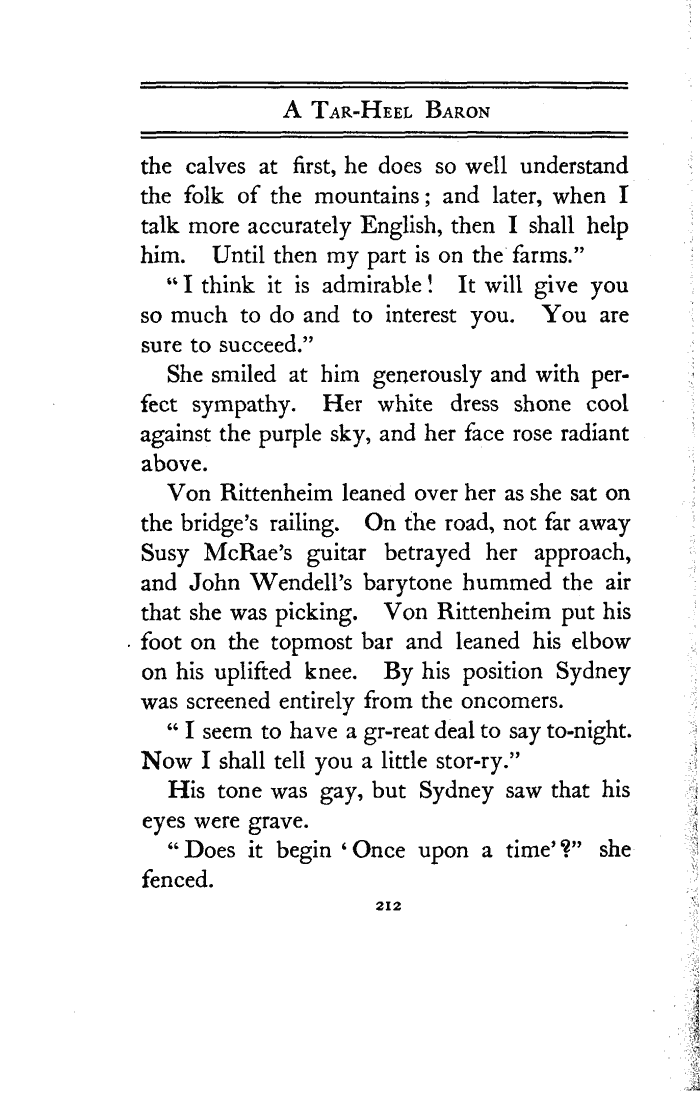 A Tar-Heel Baron
the calves at first, he does so well understand
the folk of the mountains; and later, when I
talk more accurately English, then I shall help
him. Until then my part is on the farms."
"I think it is admirable! It will give you
so much to do and to interest you. You are
sure to succeed."
She smiled at him generously and with per-
fect sympathy. Her white dress shone cool
against the purple sky, and her face rose radiant
above.
Von Rittenheim leaned over her as she sat on
the bridge's railing. On the road, not far away
Susy McRae's guitar betrayed her approach,
and John Wendell's barytone hummed the air
that she was picking. Von Rittenheim put his
foot on the topmost bar and leaned his elbow
on his uplifted knee. By his position Sydney
was screened entirely from the oncomers.
"I seem to have a gr-reat deal to say to-night.
Now I shall tell you a little stor-ry."
His tone was gay, but Sydney saw that his
eyes were grave.
"Does it begin 'Once upon a time'?" she
fenced.
212